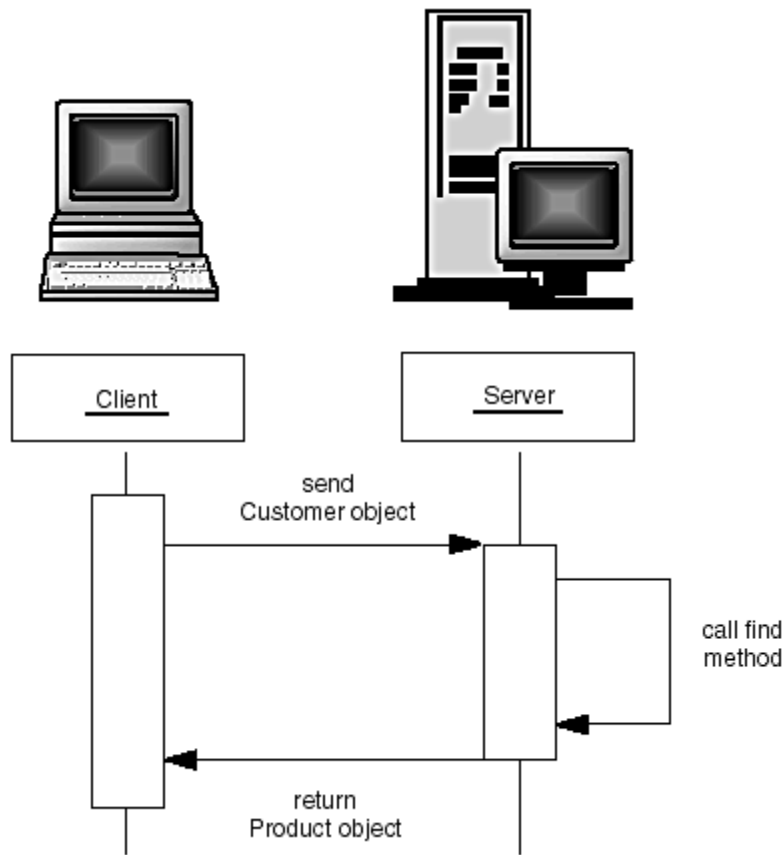 Client
Server
send
Customer object
call find
method
return
Product object